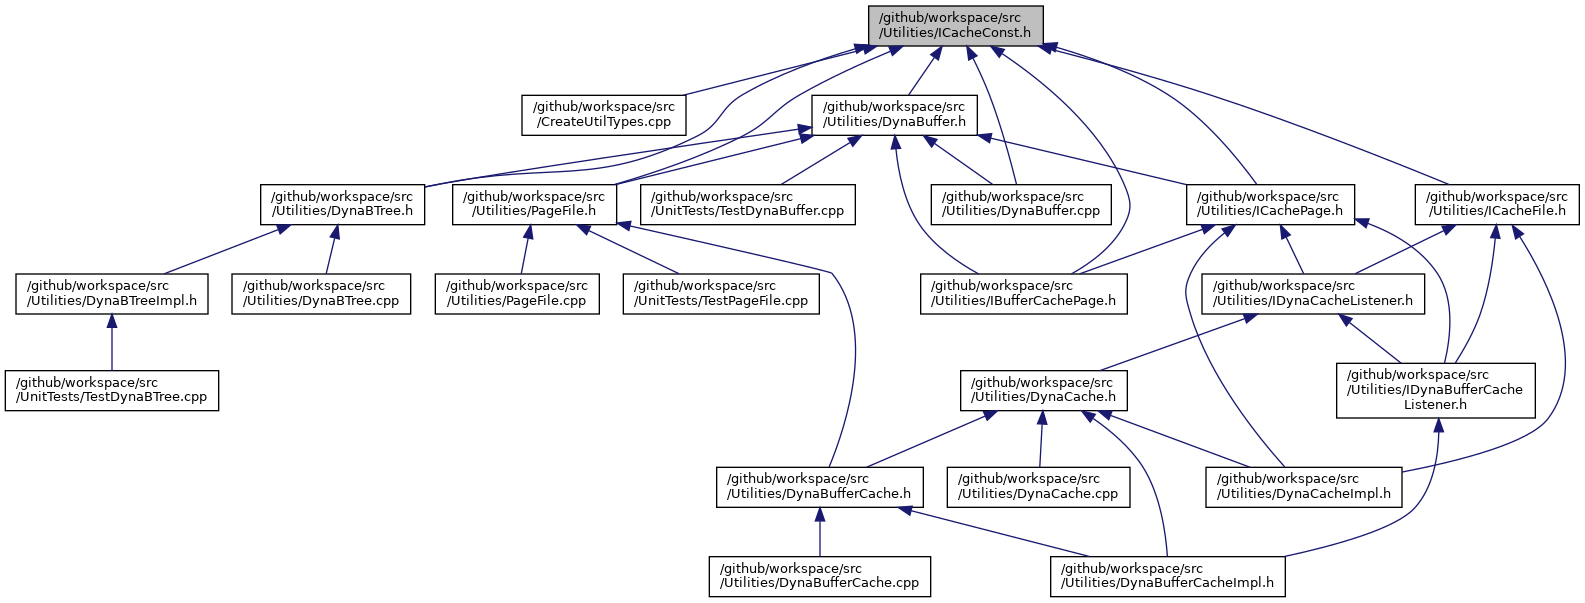 /github/workspace/src
/Utilities/ICacheConst.h
/github/workspace/src
/CreateUtilTypes.cpp
/github/workspace/src
/Utilities/DynaBuffer.h
/github/workspace/src
/Utilities/DynaBTree.h
/github/workspace/src
/Utilities/PageFile.h
/github/workspace/src
/UnitTests/TestDynaBuffer.cpp
/github/workspace/src
/Utilities/DynaBuffer.cpp
/github/workspace/src
/Utilities/ICachePage.h
/github/workspace/src
/Utilities/ICacheFile.h
/github/workspace/src
/Utilities/DynaBTreeImpl.h
/github/workspace/src
/Utilities/DynaBTree.cpp
/github/workspace/src
/Utilities/PageFile.cpp
/github/workspace/src
/UnitTests/TestPageFile.cpp
/github/workspace/src
/Utilities/IBufferCachePage.h
/github/workspace/src
/Utilities/IDynaCacheListener.h
/github/workspace/src
/UnitTests/TestDynaBTree.cpp
/github/workspace/src
/Utilities/DynaCache.h
/github/workspace/src
/Utilities/IDynaBufferCache
Listener.h
/github/workspace/src
/Utilities/DynaBufferCache.h
/github/workspace/src
/Utilities/DynaCache.cpp
/github/workspace/src
/Utilities/DynaCacheImpl.h
/github/workspace/src
/Utilities/DynaBufferCache.cpp
/github/workspace/src
/Utilities/DynaBufferCacheImpl.h